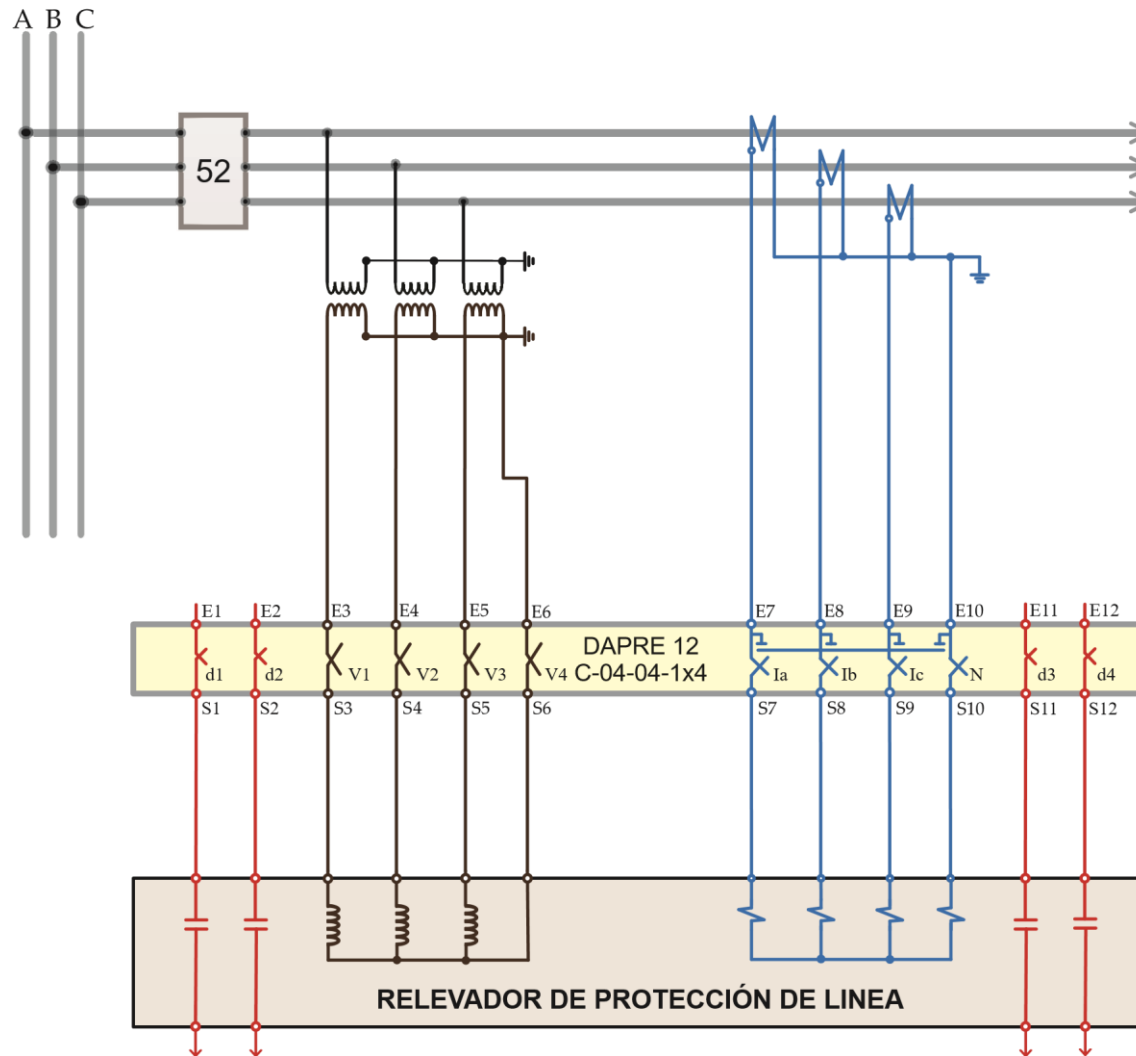 A B C
52
E1 E2 E3 E4 E5 E6 E7 E8 E9 E10 E11 E12
DAPRE 12
C-04-04-1x4
d1 d2 V1 V2 V3 V4 Ia Ib Ic N d3 d4
S1 S2 S3 S4 S5 S6 S7 S8 S9 S10 S11 S12
RELEVADOR DE PROTECCIÓN DE LINEA